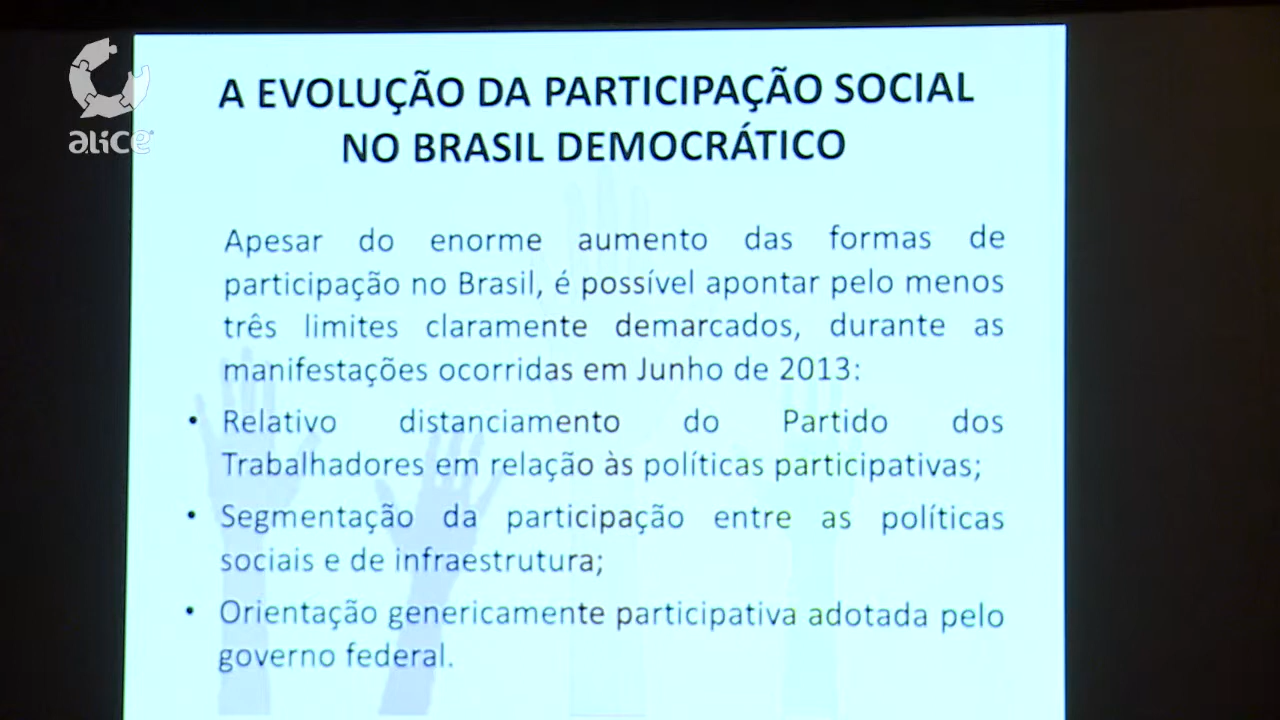 alice
A EVOLUÇÃO DA PARTICIPAÇÃO SOCIAL
NO BRASIL DEMOCRÁTICO
Apesar do enorme aumento das formas de
participação no Brasil, é possível apontar pelo menos
três limites claramente demarcados, durante as
manifestações ocorridas em Junho de 2013:
• Relativo distanciamento do Partido dos
Trabalhadores em relação às políticas participativas;
• Segmentação da participação entre as políticas
sociais e de infraestrutura;
• Orientação genericamente participativa adotada pelo
governo federal.